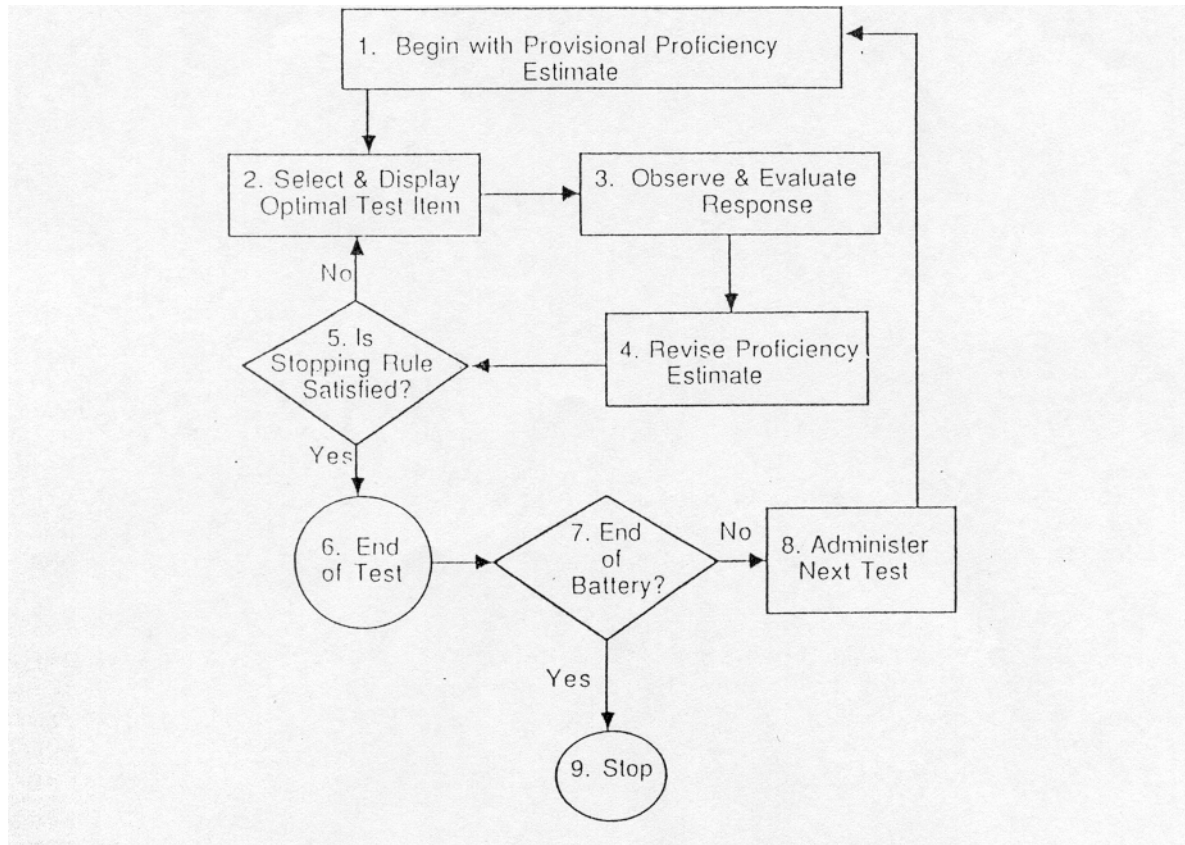 1. Begin with Provisional Proficiency
Estimate
2. Select & Display
Optimal Test Item
3. Observe & Evaluate
Response
No
5. Is
Stopping Rule
Satisfied?
4. Revise Proficiency
Estimate
Yes
6. End
of Test
7. End
of
Battery?
No
8. Administer
Next Test
Yes
9. Stop